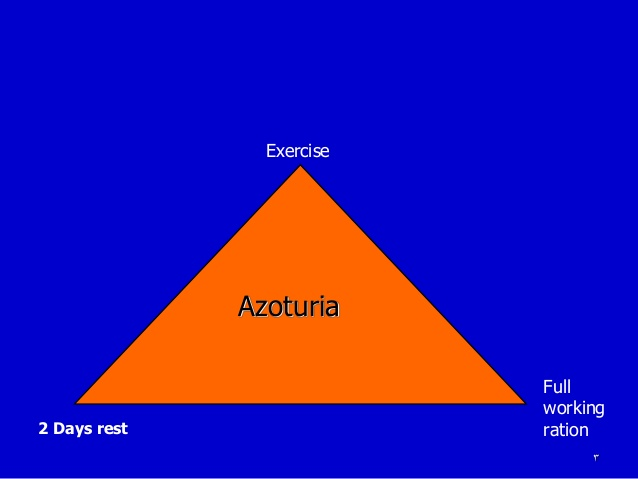 Exercise
Azoturia
Full
working
ration
2 Days rest
٣